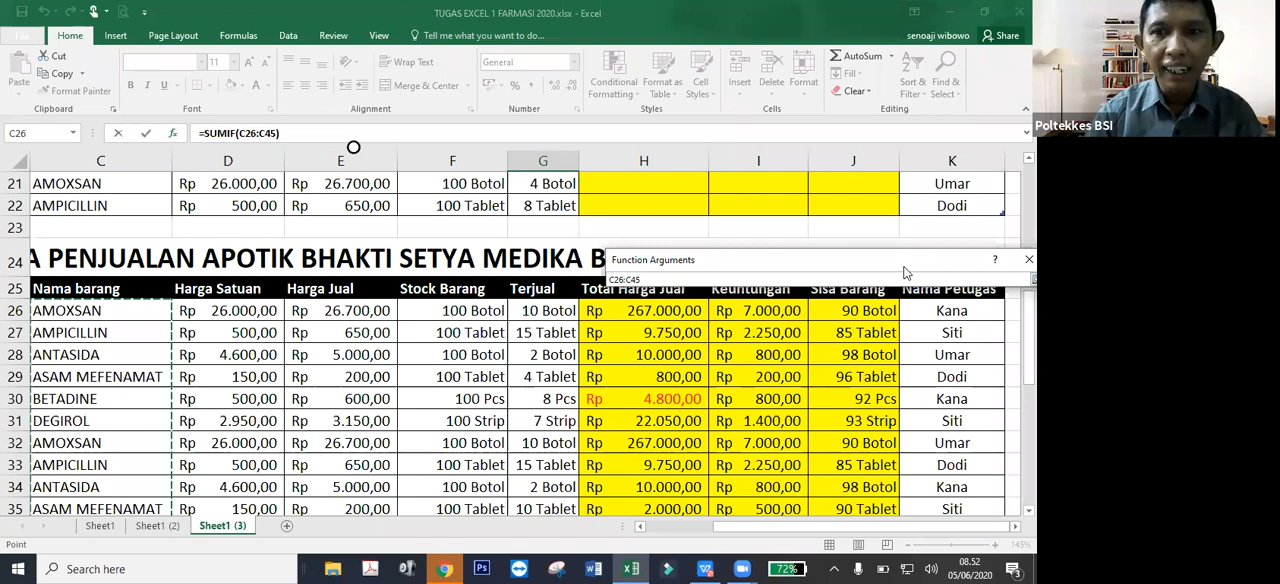 TUGAS EXCEL 1 FARMASI 2020.xlsx - Excel
File Home Insert Page Layout Formulas Data Review View Tell me what you want to do... senoaji wibowo Share
Cut
Copy
Format Painter
Paste
Clipboard
11
B I U
Font
Wrap Text
Merge & Center
Alignment
General
% ,
Number
Conditional Formatting
Format as Table
Cell Styles
Styles
Insert Delete Format
Cells
AutoSum
Fill
Clear
Sort & Filter
Find & Select
Editing
Poltekkes BSI
C26 fx =SUMIF(C26:C45)
C D E F G H I J K
21 AMOXSAN Rp 26.000,00 Rp 26.700,00 100 Botol 4 Botol Umar
22 AMPICILLIN Rp 500,00 Rp 650,00 100 Tablet 8 Tablet Dodi
23
24 A PENJUALAN APOTIK BHAKTI SETYA MEDIKA B
Function Arguments ?
C26:C45
25 Nama barang Harga Satuan Harga Jual Stock Barang Terjual Total Harga Jual Keuntungan Sisa Barang Nama Petugas
26 AMOXSAN Rp 26.000,00 Rp 26.700,00 100 Botol 10 Botol Rp 267.000,00 Rp 7.000,00 90 Botol Kana
27 AMPICILLIN Rp 500,00 Rp 650,00 100 Tablet 15 Tablet Rp 9.750,00 Rp 2.250,00 85 Tablet Siti
28 ANTASIDA Rp 4.600,00 Rp 5.000,00 100 Botol 2 Botol Rp 10.000,00 Rp 800,00 98 Botol Umar
29 ASAM MEFENAMAT Rp 150,00 Rp 200,00 100 Tablet 4 Tablet Rp 800,00 Rp 200,00 96 Tablet Dodi
30 BETADINE Rp 500,00 Rp 600,00 100 Pcs 8 Pcs Rp 4.800,00 Rp 800,00 92 Pcs Kana
31 DEGIROL Rp 2.950,00 Rp 3.150,00 100 Strip 7 Strip Rp 22.050,00 Rp 1.400,00 93 Strip Siti
32 AMOXSAN Rp 26.000,00 Rp 26.700,00 100 Botol 10 Botol Rp 267.000,00 Rp 7.000,00 90 Botol Umar
33 AMPICILLIN Rp 500,00 Rp 650,00 100 Tablet 15 Tablet Rp 9.750,00 Rp 2.250,00 85 Tablet Dodi
34 ANTASIDA Rp 4.600,00 Rp 5.000,00 100 Botol 2 Botol Rp 10.000,00 Rp 800,00 98 Botol Kana
35 ASAM MEFENAMAT Rp 150,00 Rp 200,00 100 Tablet 10 Tablet Rp 2.000,00 Rp 500,00 90 Tablet Siti
Sheet1 Sheet1 (2) Sheet1 (3)
Point 145%
Search here
72%
08.52
05/06/2020
3